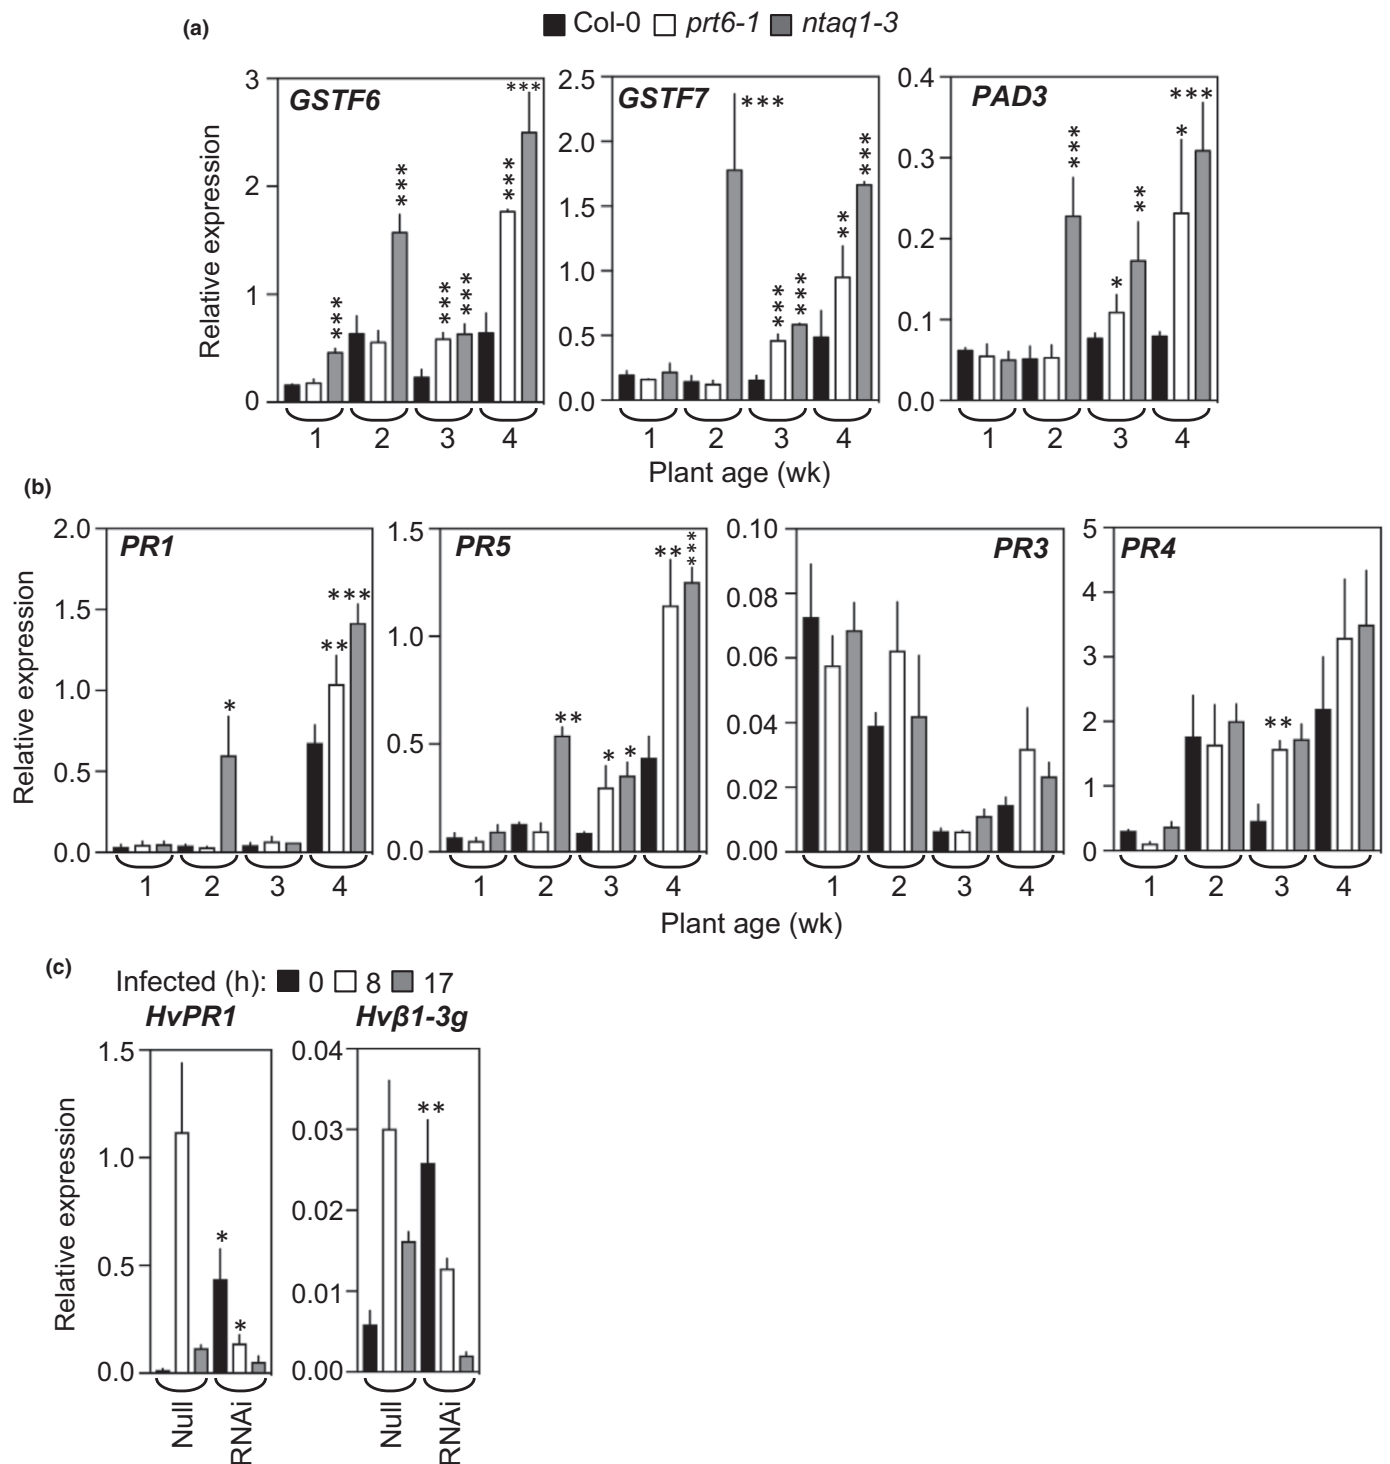 (a)
Col-0 prt6-1 ntaq1-3
GSTF6
GSTF7
PAD3
Relative expression
3
2
1
0
2.5
2.0
1.5
1.0
0.5
0.0
0.4
0.3
0.2
0.1
0.0
*** *** *** *** *** ***
*** *** *** ** ***
*** * ** * ***
1 2 3 4
1 2 3 4
1 2 3 4
Plant age (wk)
(b)
PR1
PR5
PR3
PR4
Relative expression
2.0
1.5
1.0
0.5
0.0
1.5
1.0
0.5
0.0
0.10
0.08
0.06
0.04
0.02
0.00
5
4
3
2
1
0
* ** ***
** * * ** ***
**
1 2 3 4
1 2 3 4
1 2 3 4
1 2 3 4
Plant age (wk)
(c)
Infected (h): 0 8 17
HvPR1
Hvβ1-3g
Relative expression
1.5
1.0
0.5
0.0
0.04
0.03
0.02
0.01
0.00
* *
**
Null RNAi
Null RNAi